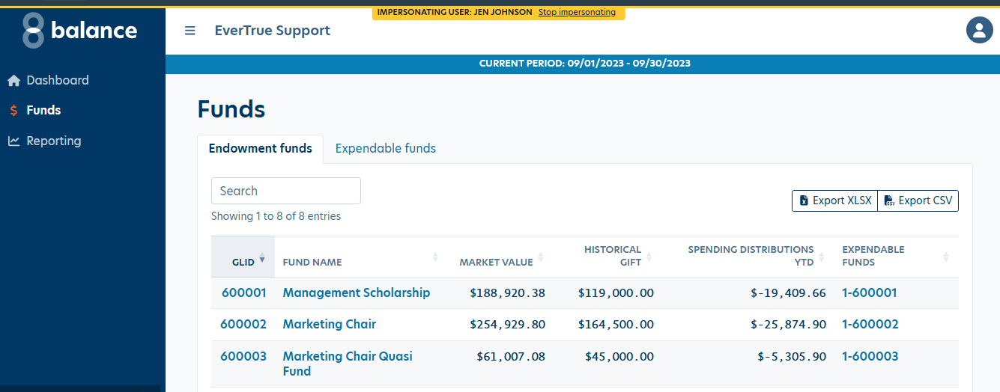 IMPERSONATING USER: JEN JOHNSON Stop impersonating
balance
EverTrue Support
CURRENT PERIOD: 09/01/2023 - 09/30/2023
Dashboard
Funds
Reporting
Funds
Endowment funds Expendable funds
Search
Export XLSX Export CSV
Showing 1 to 8 of 8 entries
GLID FUND NAME MARKET VALUE HISTORICAL GIFT SPENDING DISTRIBUTIONS YTD EXPENDABLE FUNDS
600001 Management Scholarship $188,920.38 $119,000.00 $-19,409.66 1-600001
600002 Marketing Chair $254,929.80 $164,500.00 $-25,874.90 1-600002
600003 Marketing Chair Quasi Fund $61,007.08 $45,000.00 $-5,305.90 1-600003